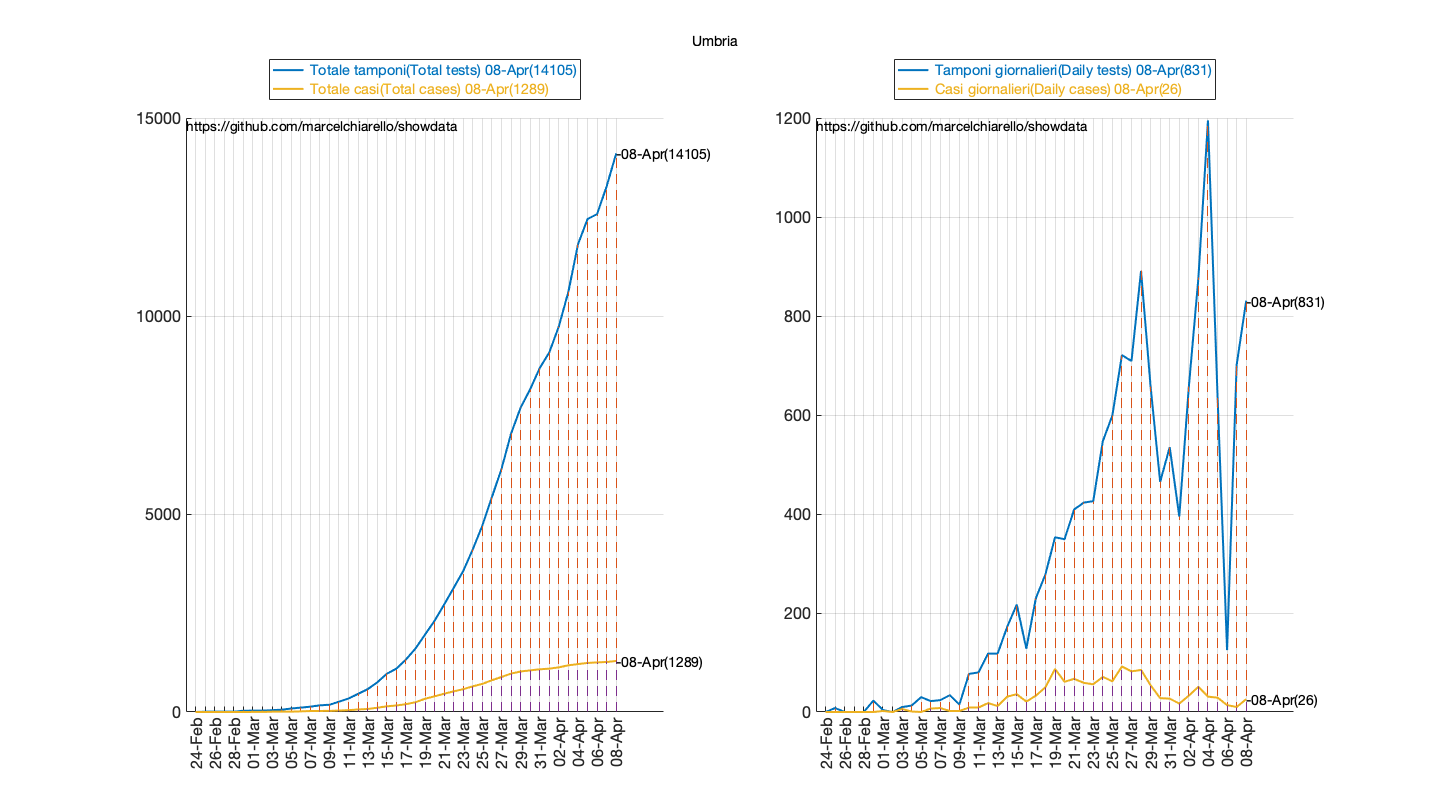 Umbria
Totale tamponi(Total tests) 08-Apr(14105)
Totale casi(Total cases) 08-Apr(1289)
15000
https://github.com/marcelchiarello/showdata
08-Apr(14105)
10000
5000
08-Apr(1289)
0
24-Feb
26-Feb
28-Feb
01-Mar
03-Mar
05-Mar
07-Mar
09-Mar
11-Mar
13-Mar
15-Mar
17-Mar
19-Mar
21-Mar
23-Mar
25-Mar
27-Mar
29-Mar
31-Mar
02-Apr
04-Apr
06-Apr
08-Apr
Tamponi giornalieri(Daily tests) 08-Apr(831)
Casi giornalieri(Daily cases) 08-Apr(26)
1200
https://github.com/marcelchiarello/showdata
1000
08-Apr(831)
800
600
400
200
08-Apr(26)
0
24-Feb
26-Feb
28-Feb
01-Mar
03-Mar
05-Mar
07-Mar
09-Mar
11-Mar
13-Mar
15-Mar
17-Mar
19-Mar
21-Mar
23-Mar
25-Mar
27-Mar
29-Mar
31-Mar
02-Apr
04-Apr
06-Apr
08-Apr